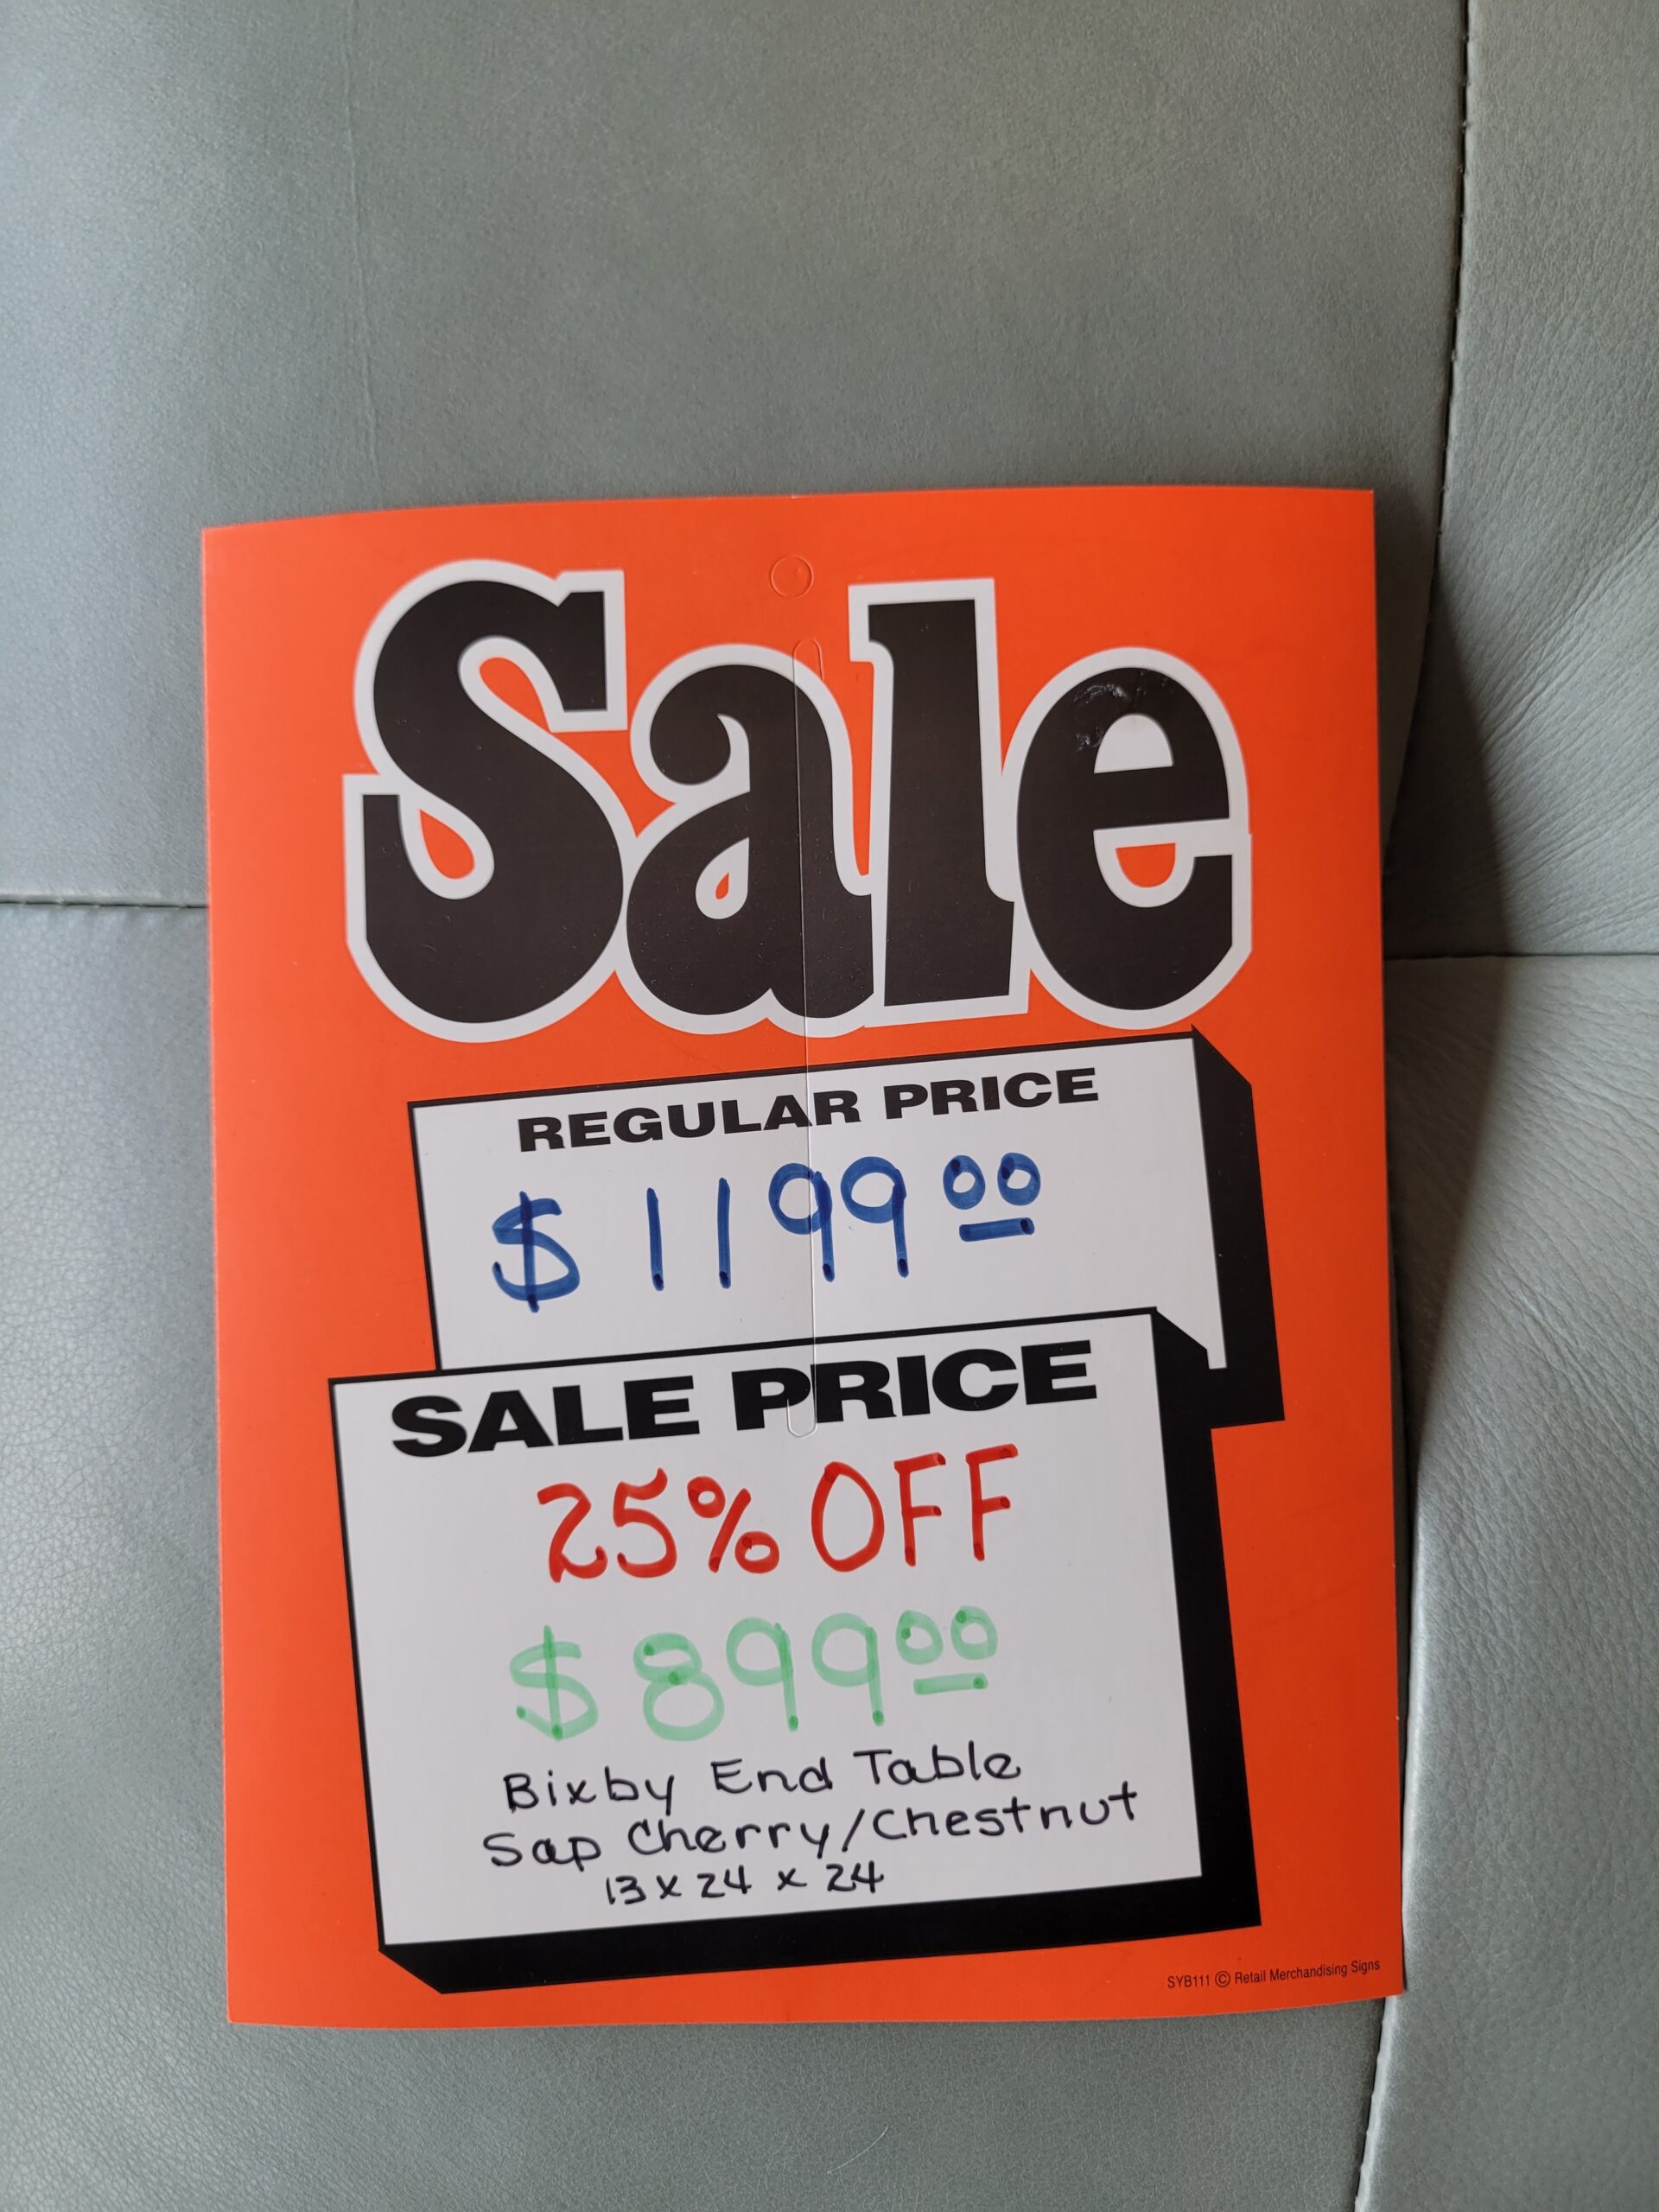 Sale
REGULAR PRICE
$1199.00
SALE PRICE
25% OFF
$899.00
Bixby End Table
Sap Cherry/Chestnut
13 x 24 x 24
SYB111 © Retail Merchandising Signs